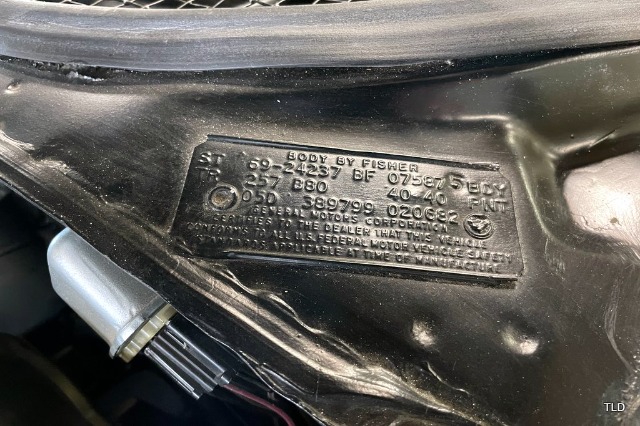 BODY BY FISHER
ST 69-24237 BF 075875 BDY
TR 257 B80 40-40 PNT
05D 389799 020682
GENERAL MOTORS CORPORATION
CERTIFIES TO THE DEALER THAT THIS VEHICLE
CONFORMS TO ALL U.S. FEDERAL MOTOR VEHICLE SAFETY
STANDARDS APPLICABLE AT TIME OF MANUFACTURE
TLD